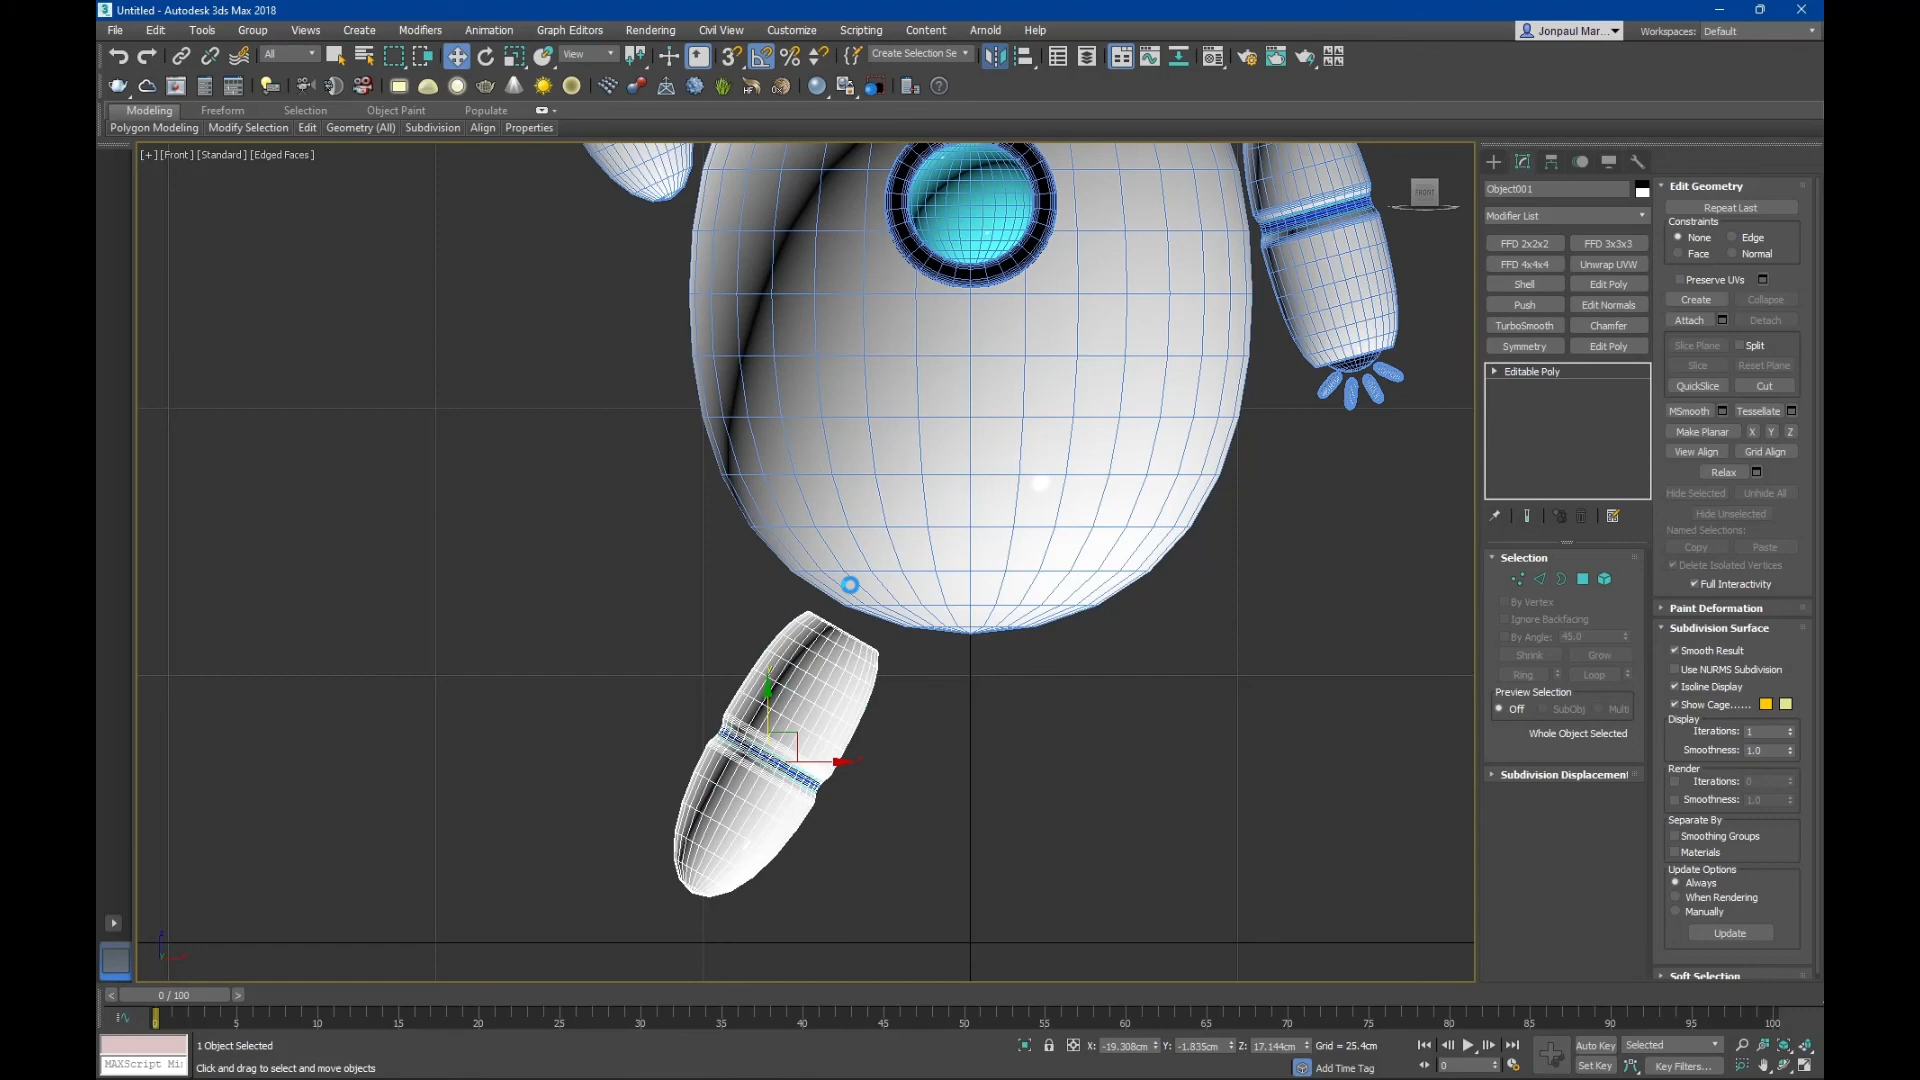 Untitled - Autodesk 3ds Max 2018
File Edit Tools Group Views Create Modifiers Animation Graph Editors Rendering Civil View Customize Scripting Content Arnold Help
Jonpaul Mar... Workspaces: Default
All View Create Selection Se
Modeling Freeform Selection Object Paint Populate
Polygon Modeling Modify Selection Edit Geometry (All) Subdivision Align Properties
[+] [Front] [Standard] [Edged Faces]
FRONT
Object001
Modifier List
FFD 2x2x2 FFD 3x3x3
FFD 4x4x4 Unwrap UVW
Shell Edit Poly
Push Edit Normals
TurboSmooth Chamfer
Symmetry Edit Poly
Editable Poly
Selection
By Vertex
Ignore Backfacing
By Angle: 45.0
Shrink Grow
Ring Loop
Preview Selection
Off SubObj Multi
Whole Object Selected
Subdivision Displacement
Edit Geometry
Repeat Last
Constraints
None Edge
Face Normal
Preserve UVs
Create Collapse
Attach Detach
Slice Plane Split
Slice Reset Plane
QuickSlice Cut
MSmooth Tessellate
Make Planar X Y Z
View Align Grid Align
Relax
Hide Selected Unhide All
Hide Unselected
Named Selections:
Copy Paste
Delete Isolated Vertices
Full Interactivity
Paint Deformation
Subdivision Surface
Smooth Result
Use NURMS Subdivision
Isoline Display
Show Cage......
Display
Iterations: 1
Smoothness: 1.0
Render
Iterations: 0
Smoothness: 1.0
Separate By
Smoothing Groups
Materials
Update Options
Always
When Rendering
Manually
Update
Soft Selection
< 0 / 100 >
0 5 10 15 20 25 30 35 40 45 50 55 60 65 70 75 80 85 90 95 100
1 Object Selected X: -19.308cm Y: -1.835cm Z: 17.144cm Grid = 25.4cm Auto Key Selected
MAXScript Mi: Click and drag to select and move objects Add Time Tag 0 Set Key Key Filters...